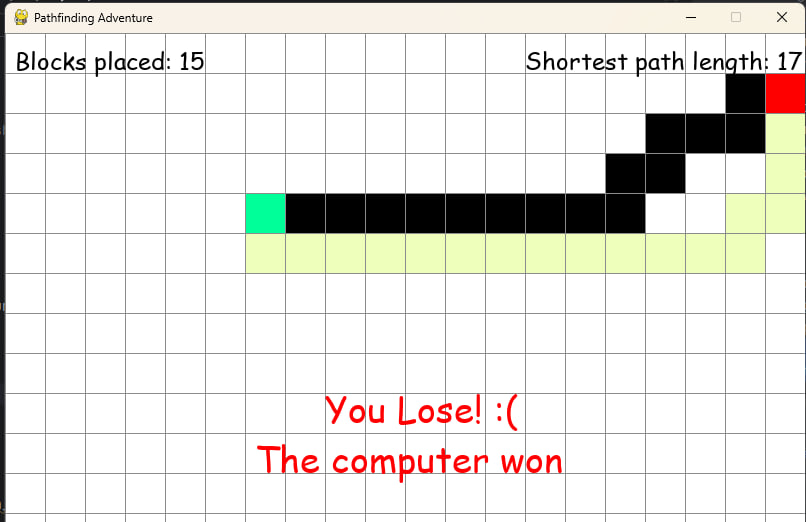 Pathfinding Adventure
Blocks placed: 15
Shortest path length: 17
You Lose! :(
The computer won